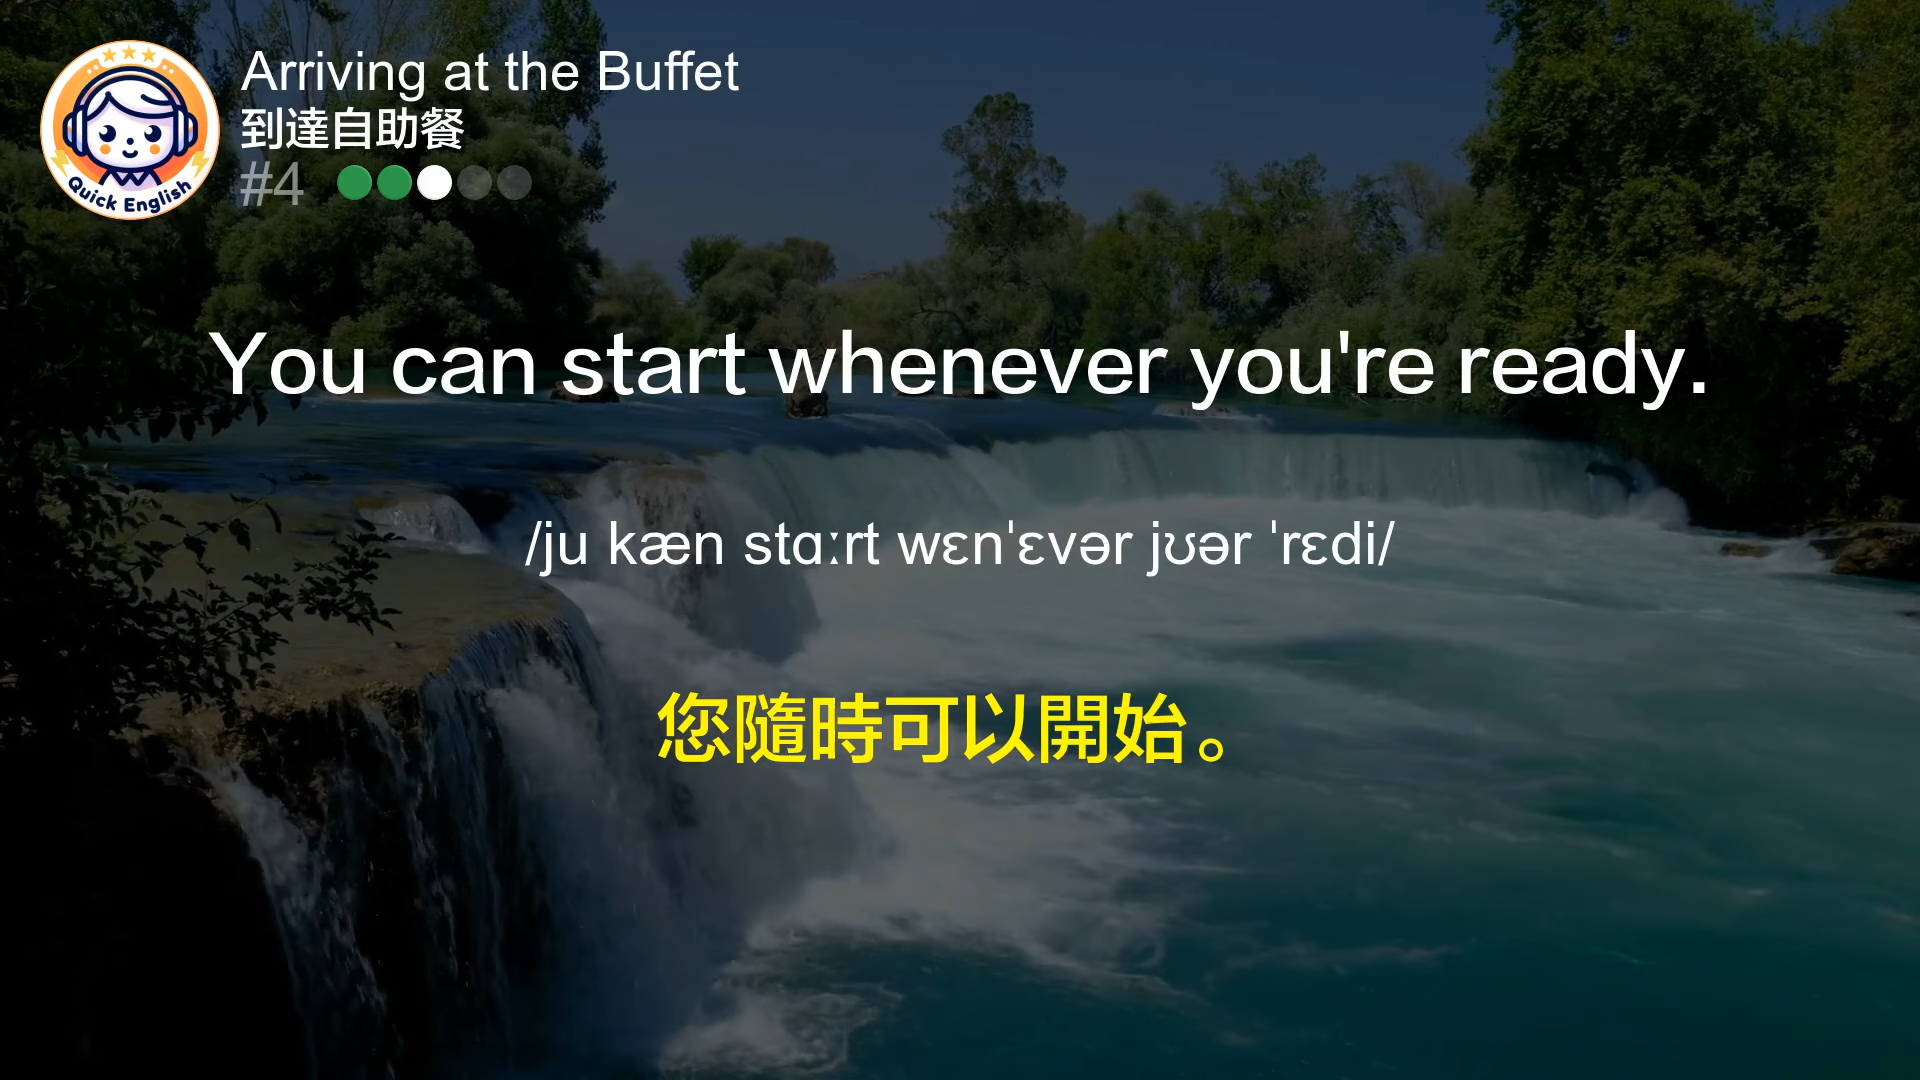 Arriving at the Buffet
到達自助餐
#4
Quick English
You can start whenever you're ready.
/ju kæn stɑːrt wɛnˈɛvər jʊər ˈrɛdi/
您隨時可以開始。